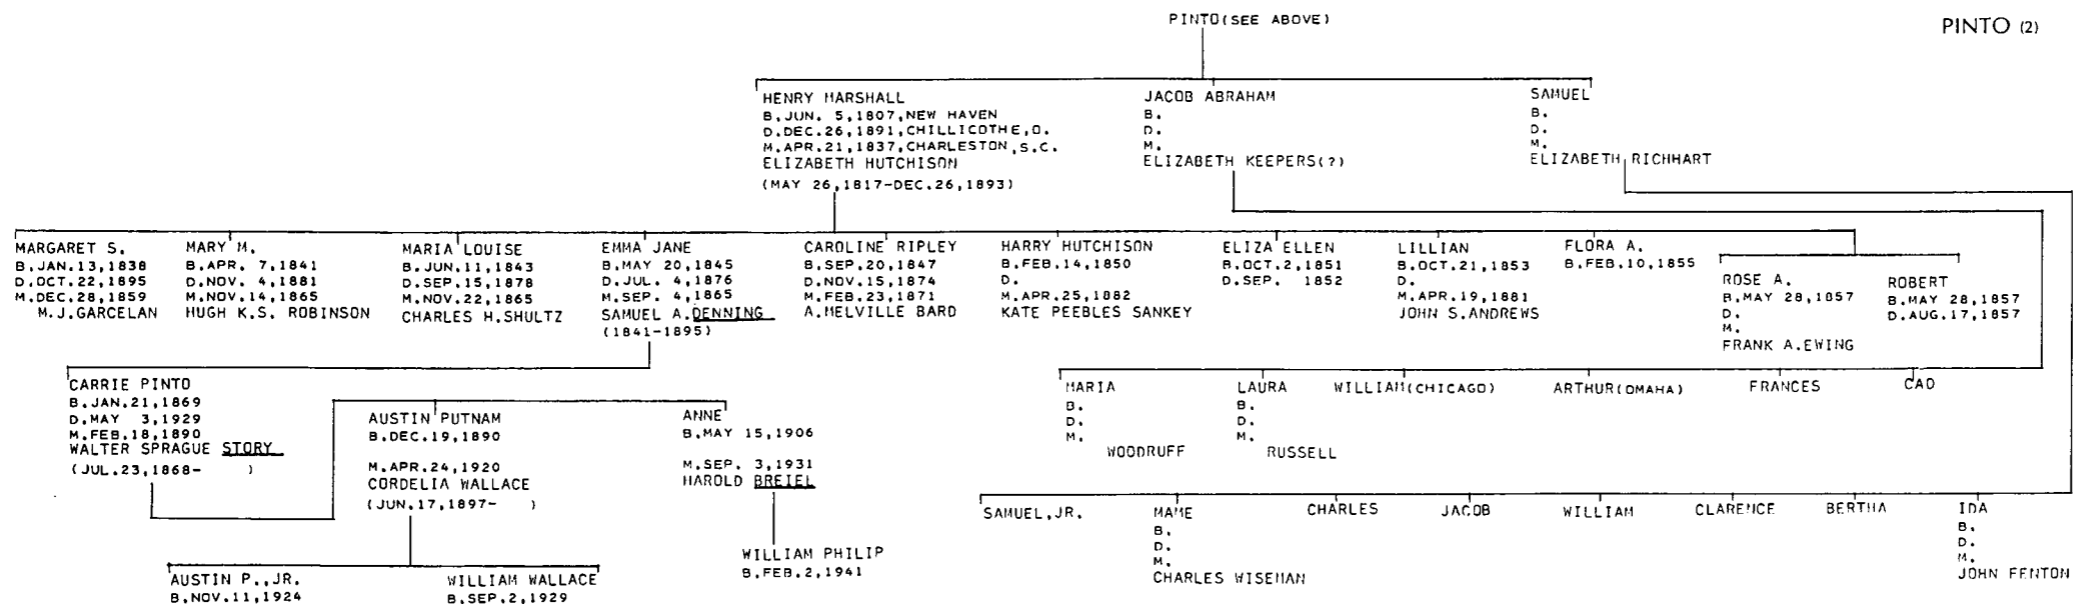 PINTO(SEE ABOVE)
PINTO (2)
HENRY MARSHALL
B.JUN. 5,1807,NEW HAVEN
D.DEC.26,1891,CHILLICOTHE,O.
M.APR.21,1837,CHARLESTON,S.C.
ELIZABETH HUTCHISON
(MAY 26,1817-DEC.26,1893)
JACOB ABRAHAM
B.
D.
M.
ELIZABETH KEEPERS(?)
SAMUEL
B.
D.
M.
ELIZABETH RICHHART
MARGARET S.
B.JAN.13,1838
D.OCT.22,1895
M.DEC.28,1859
M.J.GARCELAN
MARY M.
B.APR. 7,1841
D.NOV. 4,1881
M.NOV.14,1865
HUGH K.S. ROBINSON
MARIA LOUISE
B.JUN.11,1843
D.SEP.15,1878
M.NOV.22,1865
CHARLES H.SHULTZ
EMMA JANE
B.MAY 20,1845
D.JUL. 4,1876
M.SEP. 4,1865
SAMUEL A.DENNING
(1841-1895)
CAROLINE RIPLEY
B.SEP.20,1847
D.NOV.15,1874
M.FEB.23,1871
A.MELVILLE BARD
HARRY HUTCHISON
B.FEB.14,1850
D.
M.APR.25,1882
KATE PEEBLES SANKEY
ELIZA ELLEN
B.OCT.2,1851
D.SEP. 1852
LILLIAN
B.OCT.21,1853
D.
M.APR.19,1881
JOHN S.ANDREWS
FLORA A.
B.FEB.10,1855
ROSE A.
B.MAY 28,1857
D.
M.
FRANK A.EWING
ROBERT
B.MAY 28,1857
D.AUG.17,1857
CARRIE PINTO
B.JAN.21,1869
D.MAY 3,1929
M.FEB.18,1890
WALTER SPRAGUE STORY
(JUL.23,1868- )
AUSTIN PUTNAM
B.DEC.19,1890
M.APR.24,1920
CORDELIA WALLACE
(JUN.17,1897- )
ANNE
B.MAY 15,1906
M.SEP. 3,1931
HAROLD BREIEL
MARIA
B.
D.
M.
WOODRUFF
LAURA
B.
D.
M.
RUSSELL
WILLIAM(CHICAGO)
ARTHUR(OMAHA)
FRANCES
CAD
SAMUEL,JR.
MAME
B.
D.
M.
CHARLES WISEMAN
CHARLES
JACOB
WILLIAM
CLARENCE
BERTHA
IDA
B.
D.
M.
JOHN FENTON
AUSTIN P.,JR.
B.NOV.11,1924
WILLIAM WALLACE
B.SEP.2,1929
WILLIAM PHILIP
B.FEB.2,1941